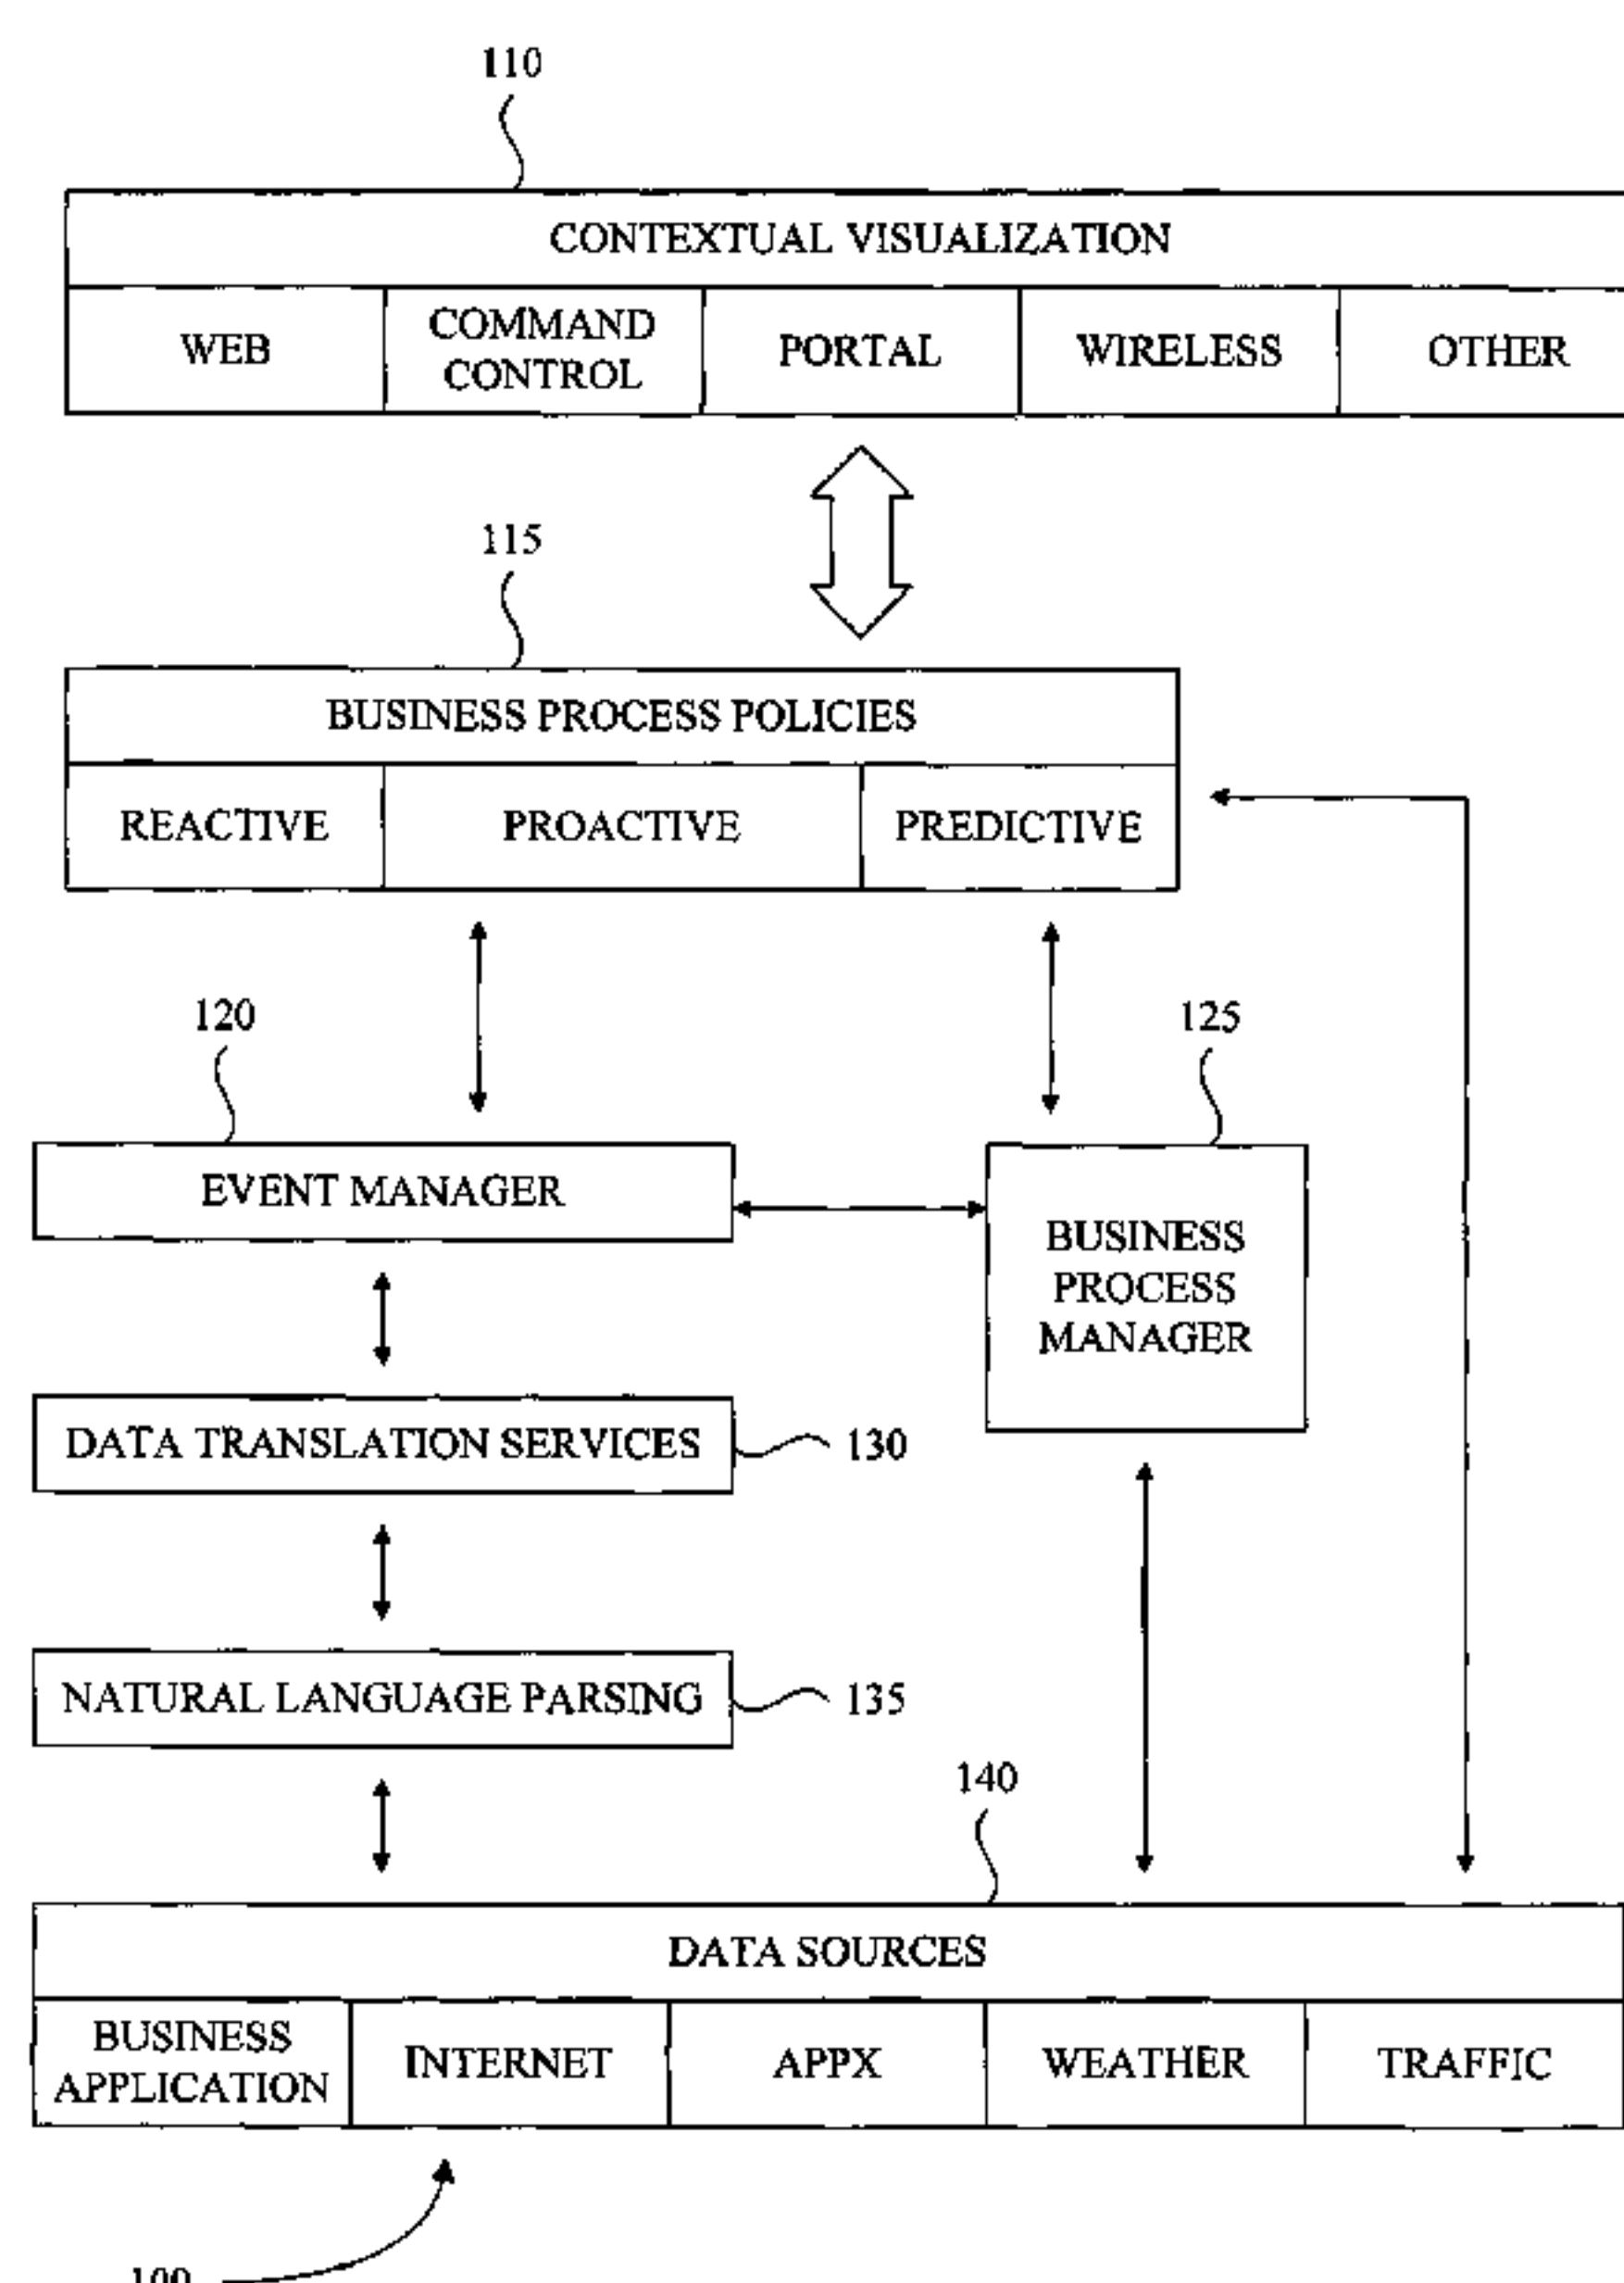 110
CONTEXTUAL VISUALIZATION
WEB
COMMAND
CONTROL
PORTAL
WIRELESS
OTHER
115
BUSINESS PROCESS POLICIES
REACTIVE
PROACTIVE
PREDICTIVE
120
125
EVENT MANAGER
BUSINESS
PROCESS
MANAGER
DATA TRANSLATION SERVICES
130
NATURAL LANGUAGE PARSING
135
140
DATA SOURCES
BUSINESS
APPLICATION
INTERNET
APPX
WEATHER
TRAFFIC
100